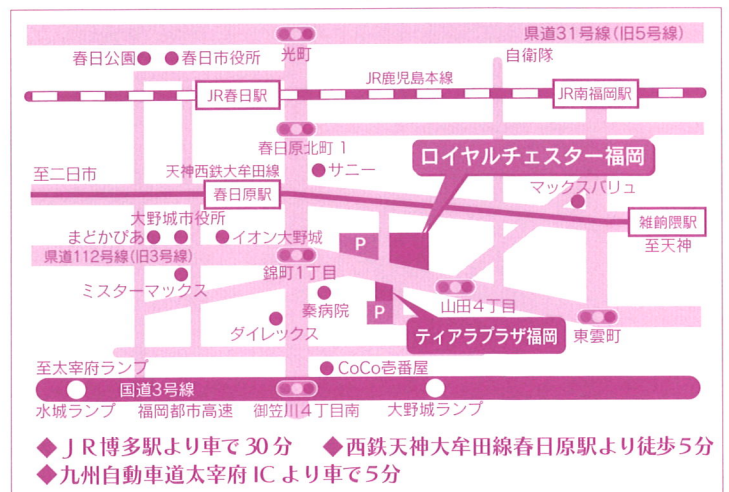 県道31号線(旧5号線)
春日公園
春日市役所
光町
自衛隊
JR鹿児島本線
JR春日駅
JR南福岡駅
春日原北町1
サニー
ロイヤルチェスター福岡
至二日市
天神西鉄大牟田線
マックスバリュ
春日原駅
雑餉隈駅
大野城市役所
至天神
まどかぴあ
イオン大野城
P
県道112号線(旧3号線)
錦町1丁目
ミスターマックス
秦病院
山田4丁目
P
ダイレックス
ティアラプラザ福岡
東雲町
至太宰府ランプ
CoCo壱番屋
国道3号線
水城ランプ
福岡都市高速
御笠川4丁目南
大野城ランプ
◆JR博多駅より車で30分
◆西鉄天神大牟田線春日原駅より徒歩5分
◆九州自動車道太宰府ICより車で5分